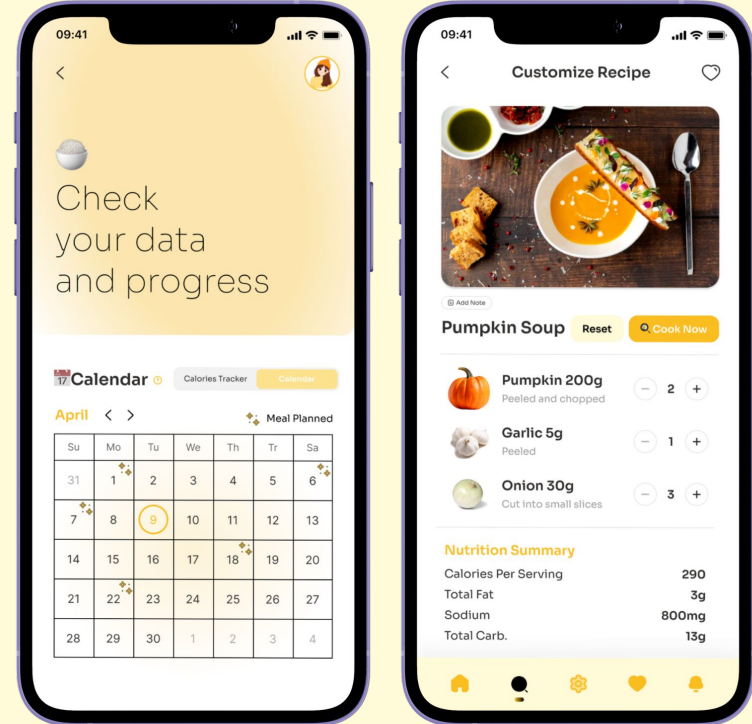 09:41
Check
your data
and progress
17 Calendar ? Calories Tracker Calendar
April < > Meal Planned
Su Mo Tu We Th Tr Sa
31 1 2 3 4 5 6
7 8 9 10 11 12 13
14 15 16 17 18 19 20
21 22 23 24 25 26 27
28 29 30 1 2 3 4
09:41
Customize Recipe
Add Note
Pumpkin Soup Reset Cook Now
Pumpkin 200g
Peeled and chopped
− 2 +
Garlic 5g
Peeled
− 1 +
Onion 30g
Cut into small slices
− 3 +
Nutrition Summary
Calories Per Serving 290
Total Fat 3g
Sodium 800mg
Total Carb. 13g